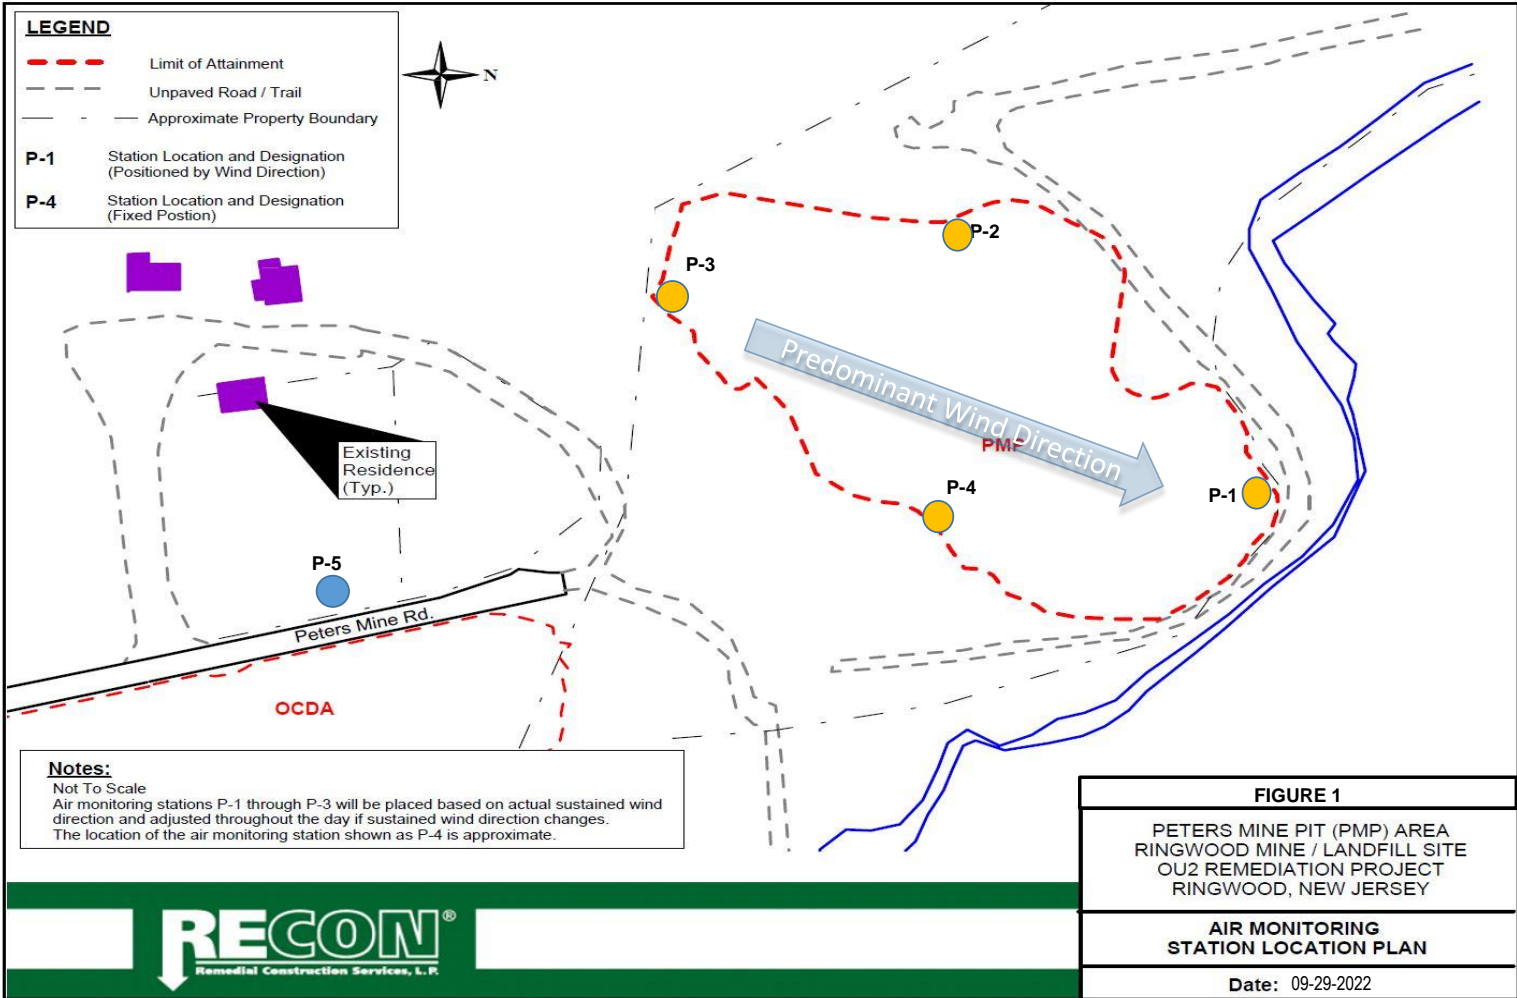 LEGEND
Limit of Attainment
Unpaved Road / Trail
Approximate Property Boundary
P-1 Station Location and Designation
(Positioned by Wind Direction)
P-4 Station Location and Designation
(Fixed Postion)
N
P-2
P-3
Predominant Wind Direction
PMP
P-4
P-1
Existing
Residence
(Typ.)
P-5
Peters Mine Rd.
OCDA
Notes:
Not To Scale
Air monitoring stations P-1 through P-3 will be placed based on actual sustained wind
direction and adjusted throughout the day if sustained wind direction changes.
The location of the air monitoring station shown as P-4 is approximate.
RECON®
Remedial Construction Services, L.P.
FIGURE 1
PETERS MINE PIT (PMP) AREA
RINGWOOD MINE / LANDFILL SITE
OU2 REMEDIATION PROJECT
RINGWOOD, NEW JERSEY
AIR MONITORING
STATION LOCATION PLAN
Date: 09-29-2022